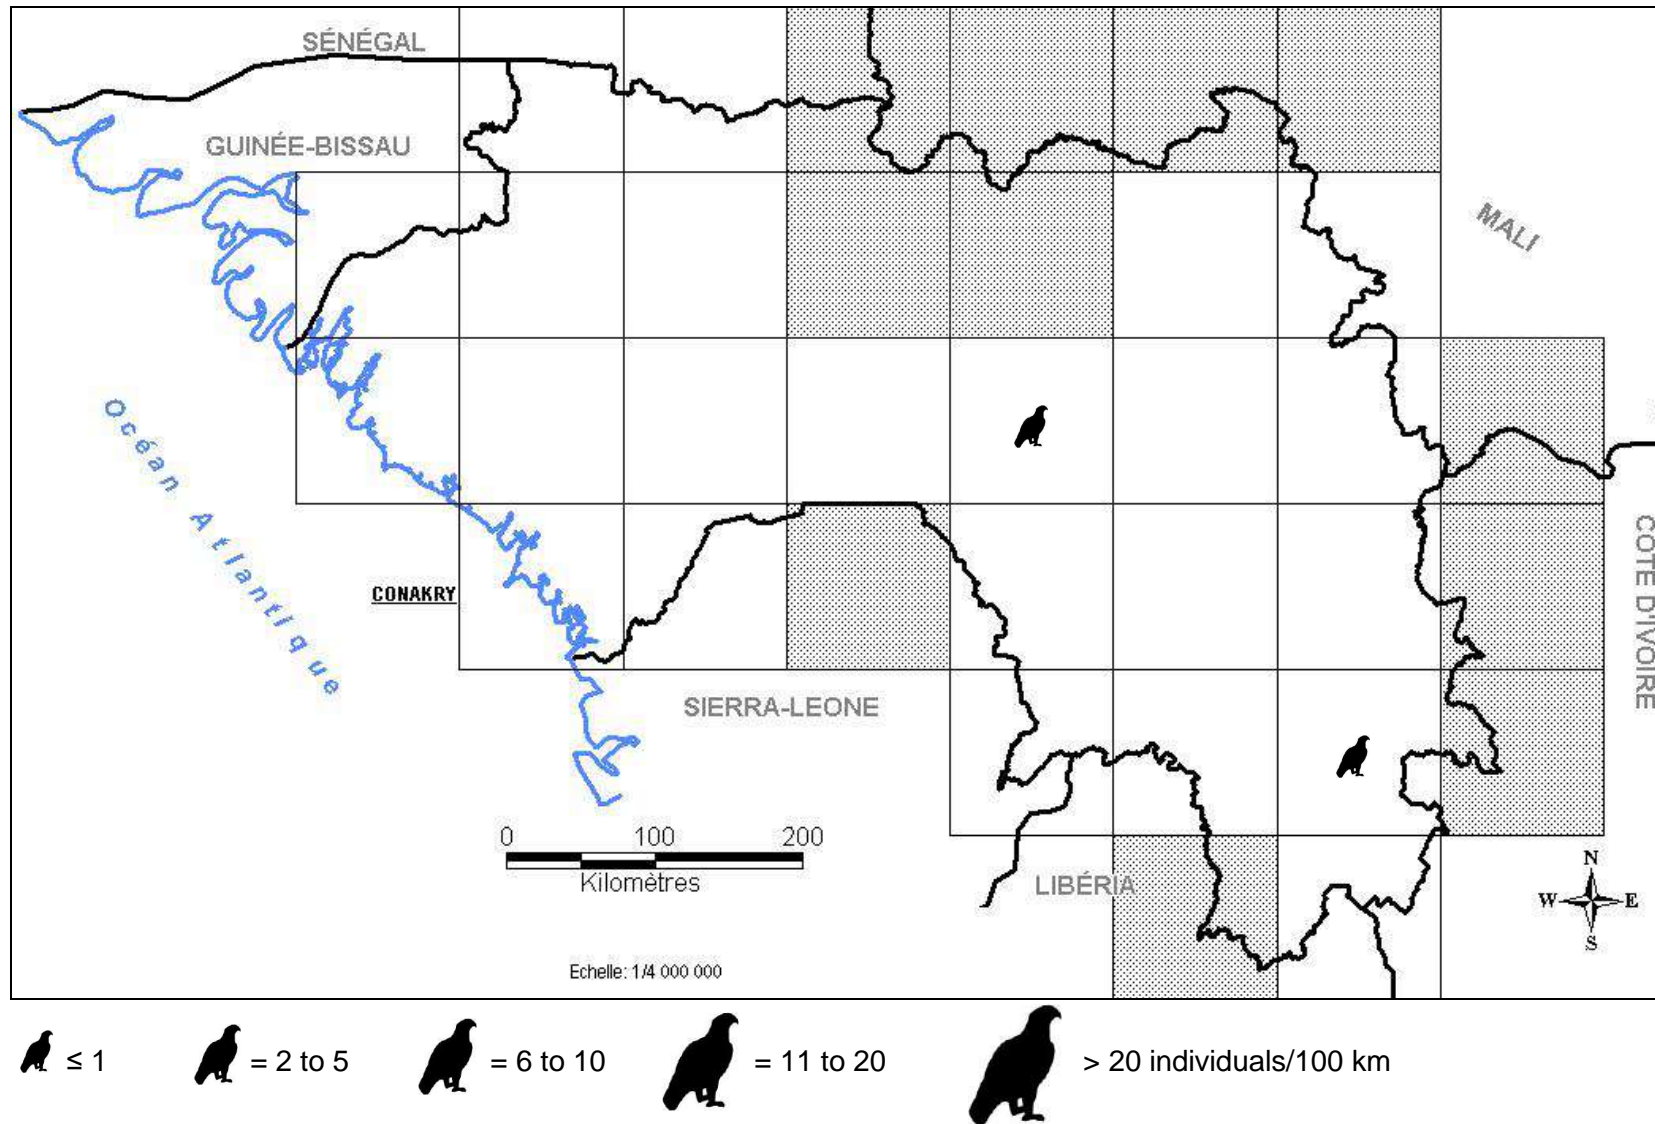 SÉNÉGAL
GUINÉE-BISSAU
MALI
Océan Atlantique
CONAKRY
COTE D'IVOIRE
SIERRA-LEONE
0 100 200
Kilomètres
LIBÉRIA
N
W E
S
Echelle: 1/4 000 000
≤ 1 = 2 to 5 = 6 to 10 = 11 to 20 > 20 individuals/100 km